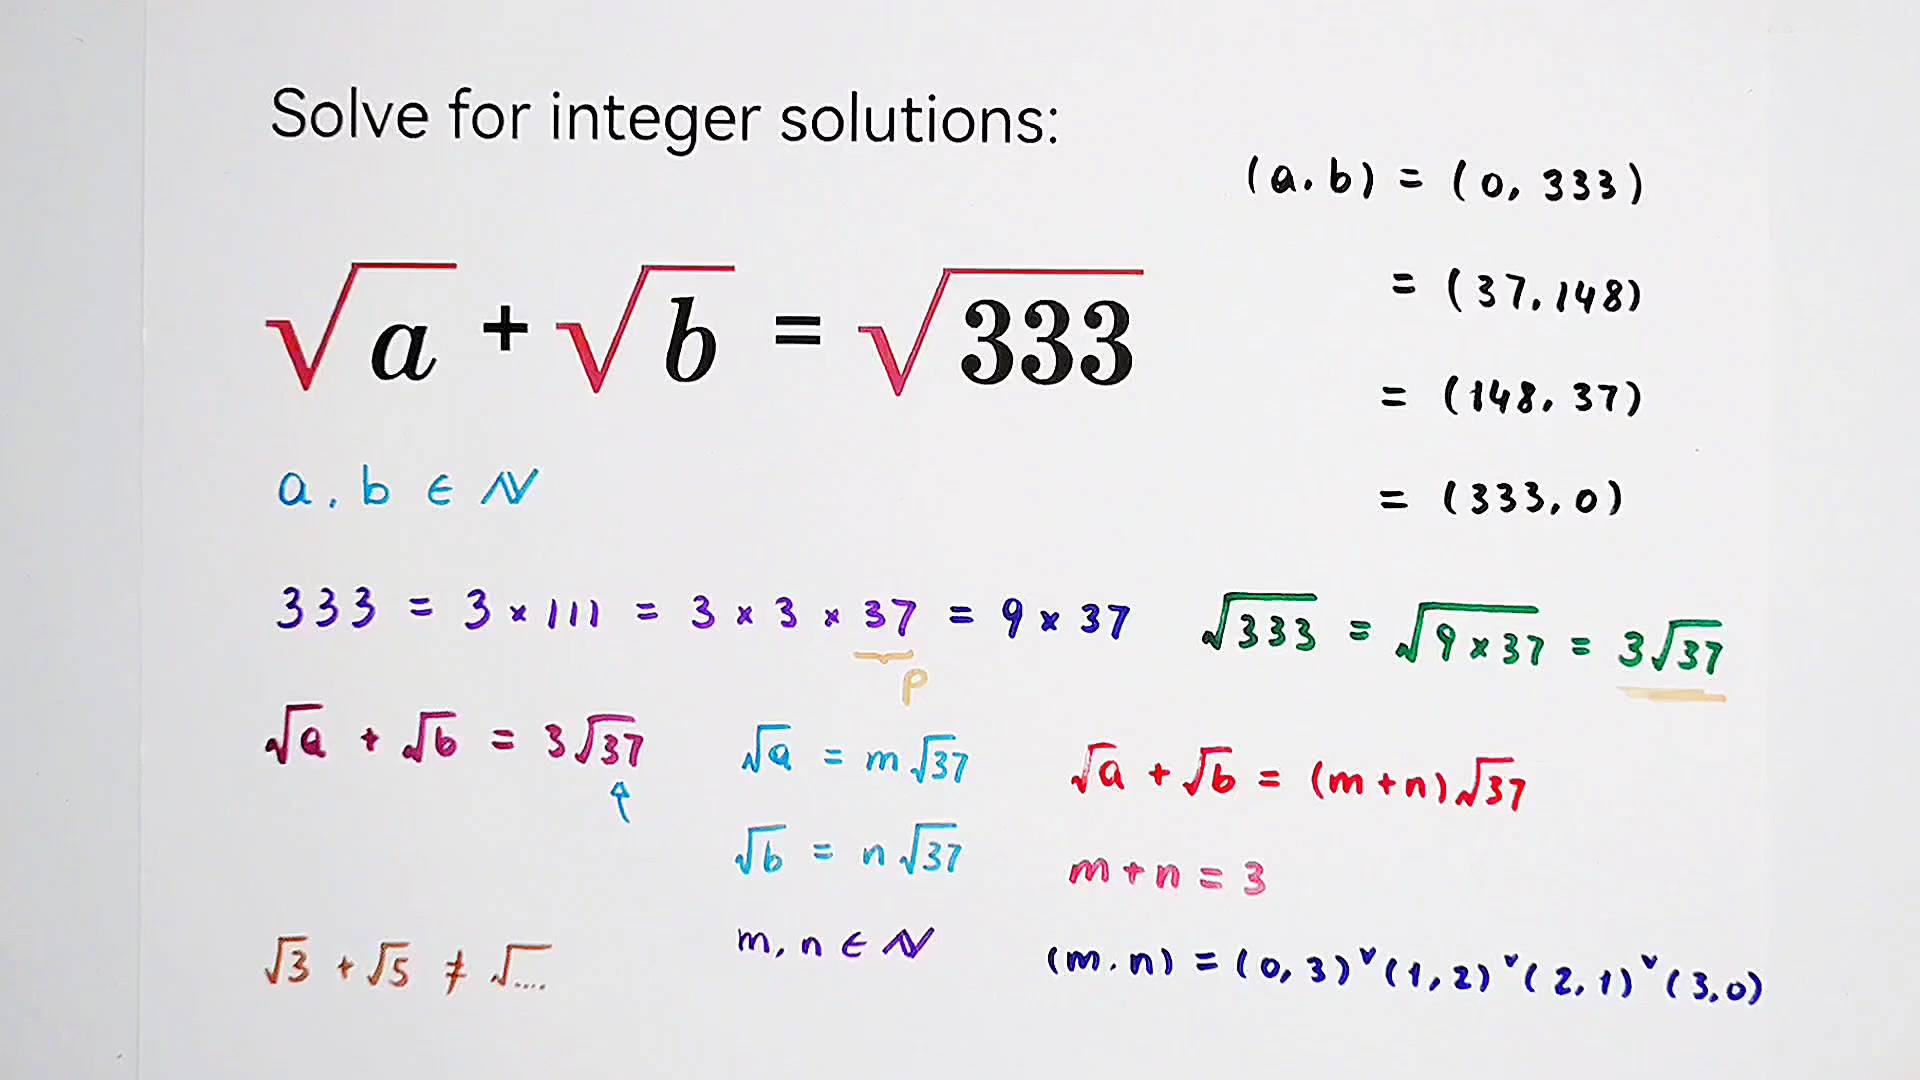 Solve for integer solutions:
√a + √b = √333
a, b ∈ ℕ
(a, b) = (0, 333)
= (37, 148)
= (148, 37)
= (333, 0)
333 = 3 × 111 = 3 × 3 × 37 = 9 × 37
p
√333 = √9 × 37 = 3√37
√a + √b = 3√37
√a = m√37
√b = n√37
m, n ∈ ℕ
√a + √b = (m + n)√37
m + n = 3
(m, n) = (0, 3) ˅ (1, 2) ˅ (2, 1) ˅ (3, 0)
√3 + √5 ≠ √....